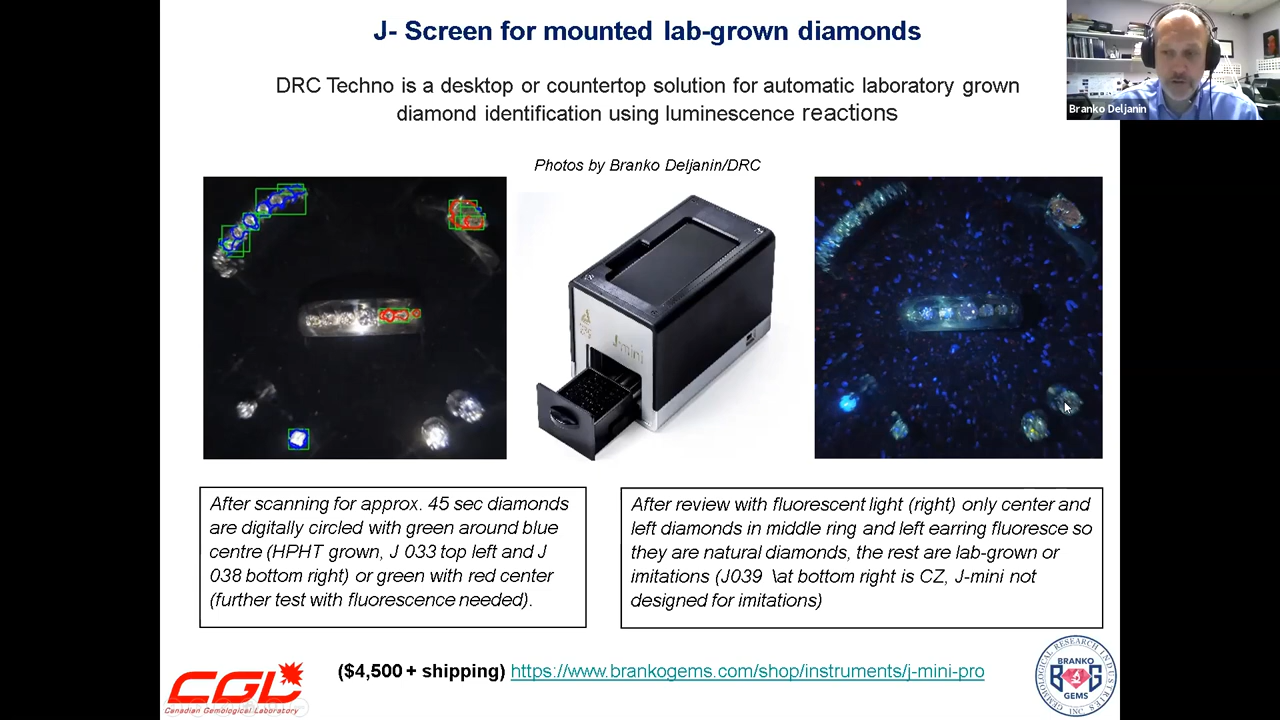 J- Screen for mounted lab-grown diamonds
DRC Techno is a desktop or countertop solution for automatic laboratory grown
diamond identification using luminescence reactions
Branko Deljanin
Photos by Branko Deljanin/DRC
J-mini
After scanning for approx. 45 sec diamonds
are digitally circled with green around blue
centre (HPHT grown, J 033 top left and J
038 bottom right) or green with red center
(further test with fluorescence needed).
After review with fluorescent light (right) only center and
left diamonds in middle ring and left earring fluoresce so
they are natural diamonds, the rest are lab-grown or
imitations (J039 \at bottom right is CZ, J-mini not
designed for imitations)
CGL
Canadian Gemological Laboratory
($4,500 + shipping) https://www.brankogems.com/shop/instruments/j-mini-pro
GEMMOLOGICAL RESEARCH INDUSTRIES INC
BRANKO
B G
GEMS